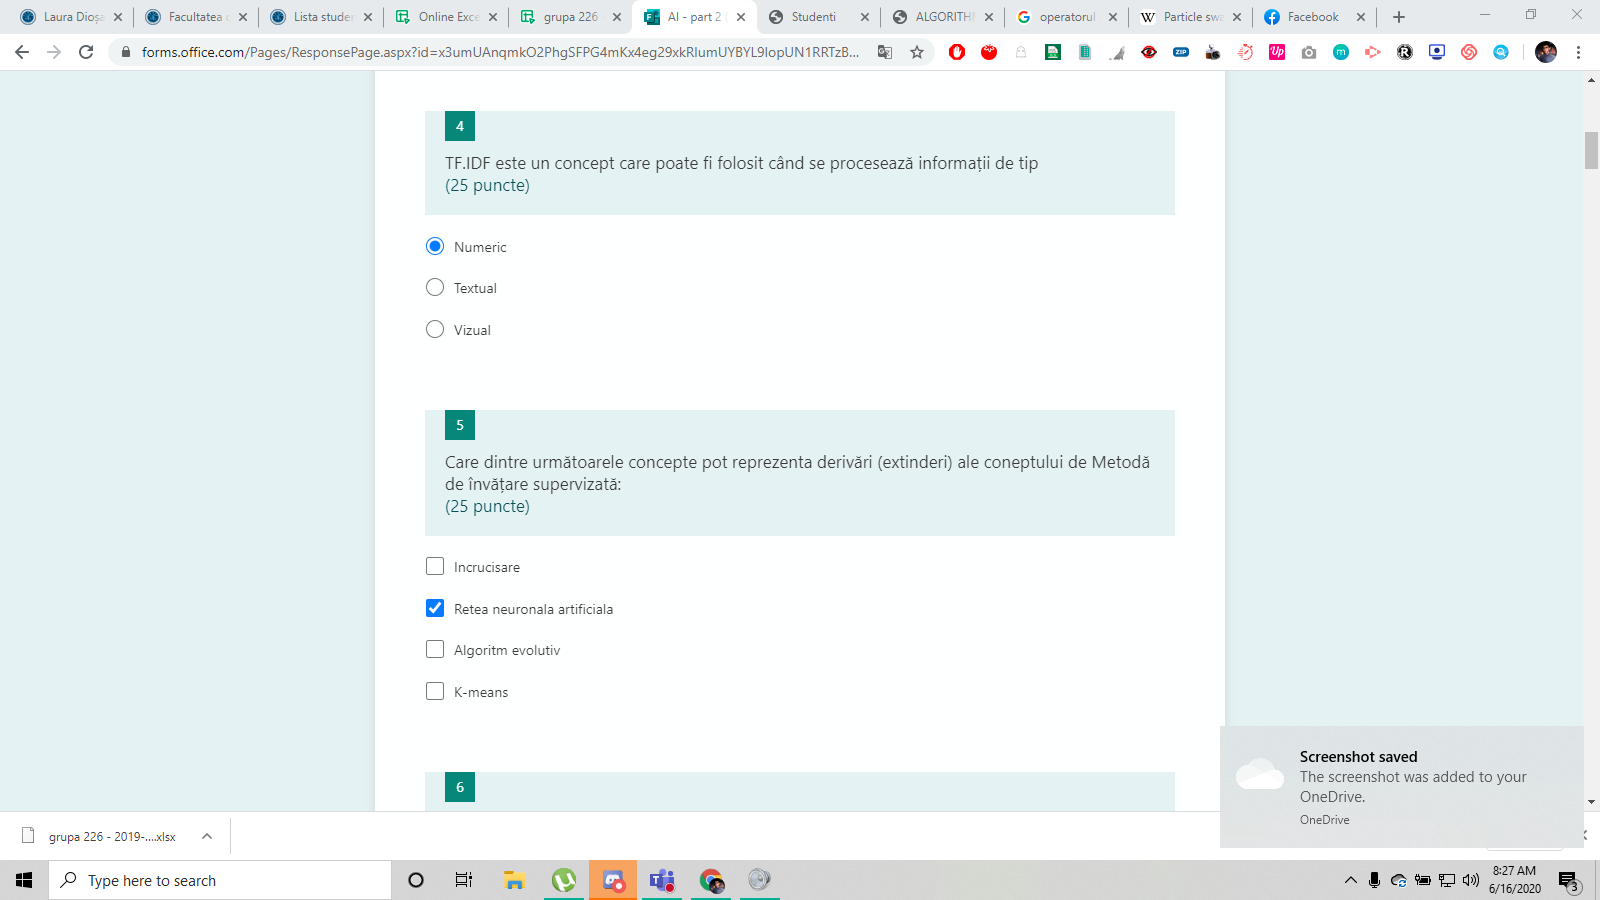 Laura Dioșa
Facultatea d
Lista studen
Online Exce
grupa 226
AI - part 2
Studenti
ALGORITH
operatorul
Particle swa
Facebook
forms.office.com/Pages/ResponsePage.aspx?id=x3umUAnqmkO2PhgSFPG4mKx4eg29xkRIumUYBYL9IopUN1RRTzB...
4
TF.IDF este un concept care poate fi folosit când se procesează informații de tip
(25 puncte)
Numeric
Textual
Vizual
5
Care dintre următoarele concepte pot reprezenta derivări (extinderi) ale coneptului de Metodă
de învățare supervizată:
(25 puncte)
Incrucisare
Retea neuronala artificiala
Algoritm evolutiv
K-means
6
Screenshot saved
The screenshot was added to your
OneDrive.
OneDrive
grupa 226 - 2019-....xlsx
Type here to search
8:27 AM
6/16/2020
3